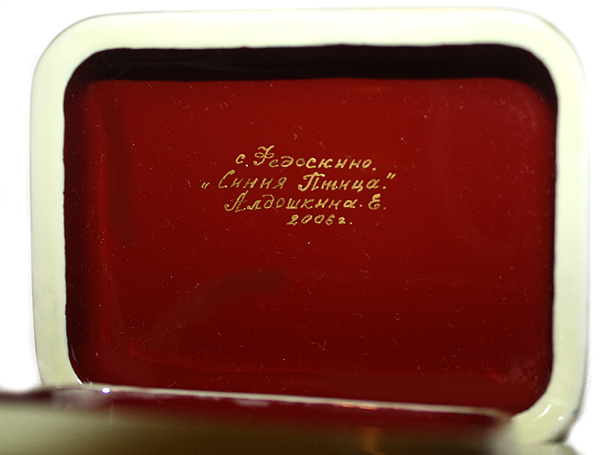 с. Федоскино.
„Синяя Птица."
Алдошкина. Е.
2006г.